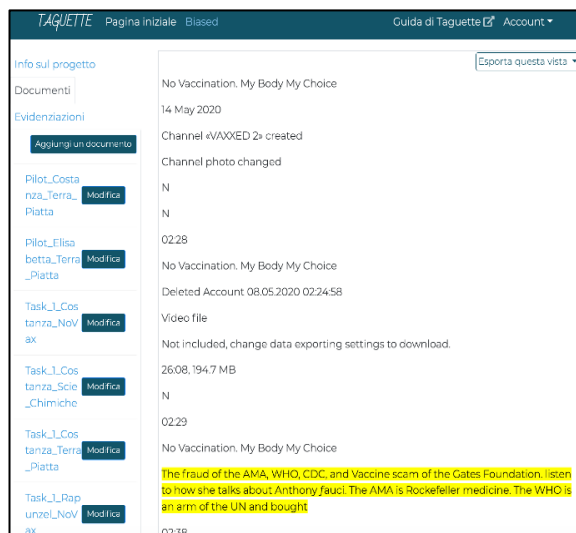 TAGUETTE Pagina iniziale Biased Guida di Taguette Account
Info sul progetto
Documenti
Evidenziazioni
Aggiungi un documento
Pilot_Costa
nza_Terra_
Piatta
Modifica
Pilot_Elisa
betta_Terra
_Piatta
Modifica
Task_1_Cos
tanza_NoV
ax
Modifica
Task_1_Cos
tanza_Scie
_Chimiche
Modifica
Task_1_Cos
tanza_Terra
_Piatta
Modifica
Task_1_Rap
unzel_NoV
ax
Modifica
Esporta questa vista
No Vaccination. My Body My Choice
14 May 2020
Channel «VAXXED 2» created
Channel photo changed
N
N
02:28
No Vaccination. My Body My Choice
Deleted Account 08.05.2020 02:24:58
Video file
Not included, change data exporting settings to download.
26:08, 194.7 MB
N
02:29
No Vaccination. My Body My Choice
The fraud of the AMA, WHO, CDC, and Vaccine scam of the Gates Foundation. listen
to how she talks about Anthony fauci. The AMA is Rockefeller medicine. The WHO is
an arm of the UN and bought
02:38